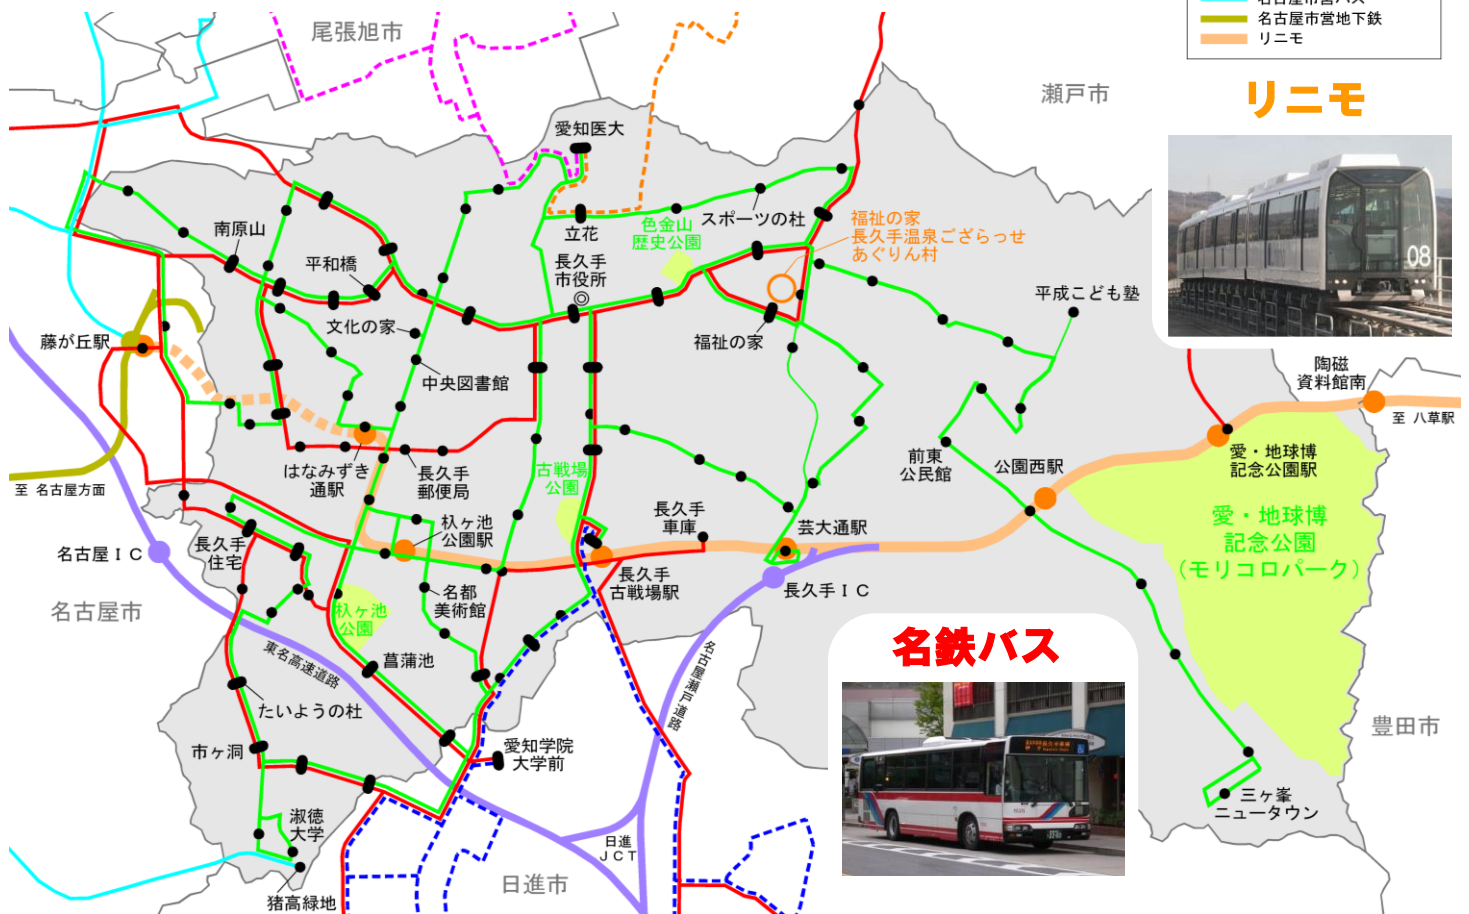 名古屋市営バス
名古屋市営地下鉄
リニモ
尾張旭市
瀬戸市
リニモ
08
愛知医大
南原山
平和橋
立花
色金山
歴史公園
スポーツの杜
福祉の家
長久手温泉ござらっせ
あぐりん村
長久手
市役所
平成こども塾
藤が丘駅
文化の家
中央図書館
福祉の家
陶磁
資料館南
至 八草駅
至 名古屋方面
はなみずき
通駅
長久手
郵便局
古戦場
公園
前東
公民館
公園西駅
愛・地球博
記念公園駅
愛・地球博
記念公園
(モリコロパーク)
長久手
車庫
芸大通駅
杁ヶ池
公園駅
長久手
住宅
名古屋IC
名古屋市
長久手
古戦場駅
長久手IC
名都
美術館
杁ヶ池
公園
東名高速道路
菖蒲池
名古屋瀬戸道路
名鉄バス
たいようの杜
市ヶ洞
愛知学院
大学前
豊田市
淑徳
大学
日進
JCT
三ヶ峯
ニュータウン
日進市
猪高緑地